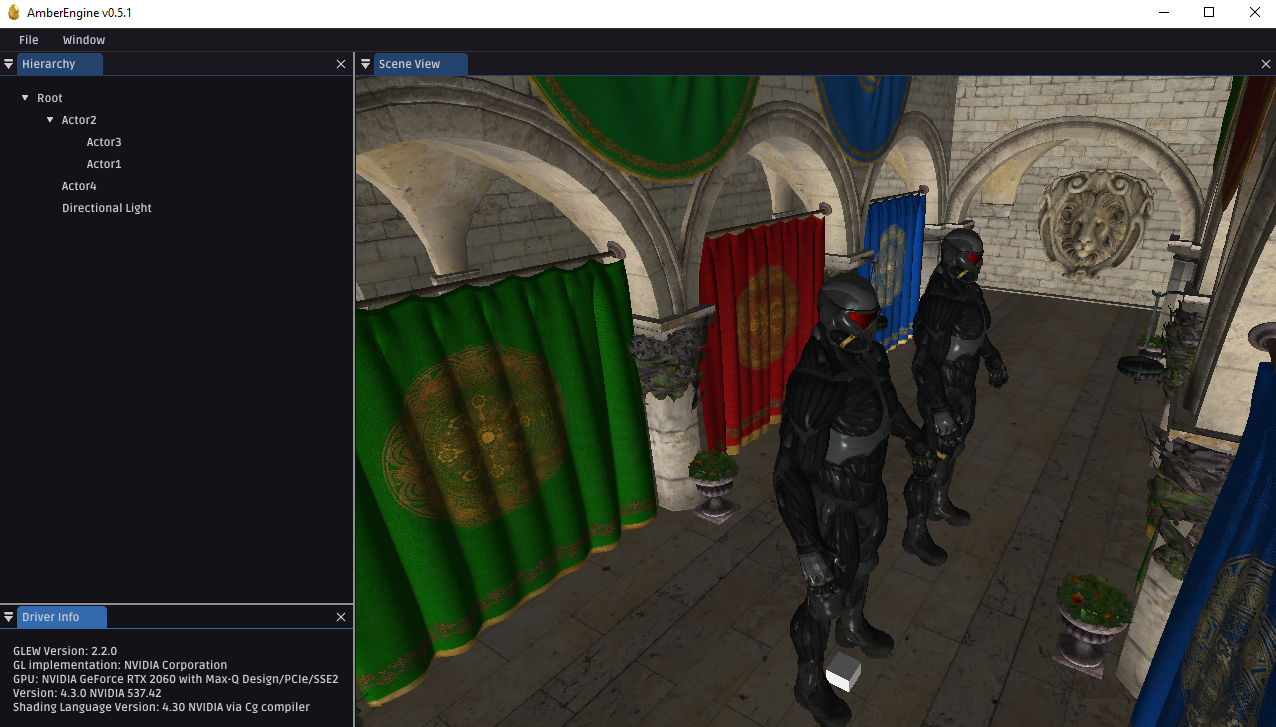 AmberEngine v0.5.1
File Window
Hierarchy
Scene View
Root
Actor2
Actor3
Actor1
Actor4
Directional Light
Driver Info
GLEW Version: 2.2.0
GL implementation: NVIDIA Corporation
GPU: NVIDIA GeForce RTX 2060 with Max-Q Design/PCIe/SSE2
Version: 4.3.0 NVIDIA 537.42
Shading Language Version: 4.30 NVIDIA via Cg compiler